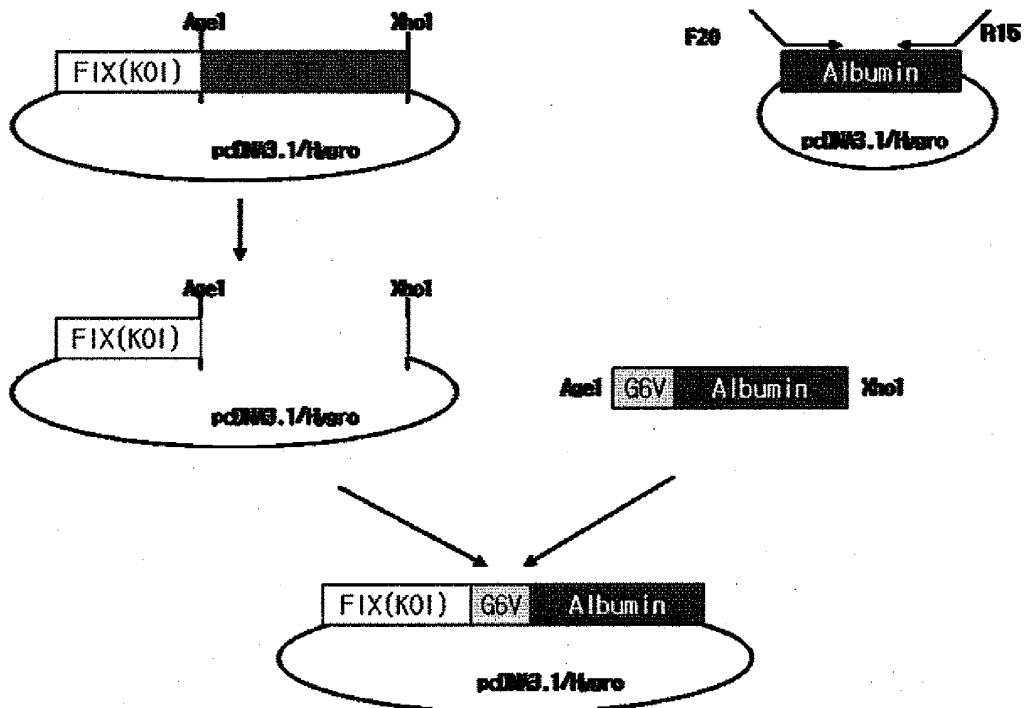 AgeI XhoI
FIX(KOI)
pcDNA3.1/Hygro
F20 R15
Albumin
pcDNA3.1/Hygro
AgeI XhoI
FIX(KOI)
pcDNA3.1/Hygro
AgeI G6V Albumin XhoI
FIX(KOI) G6V Albumin
pcDNA3.1/Hygro